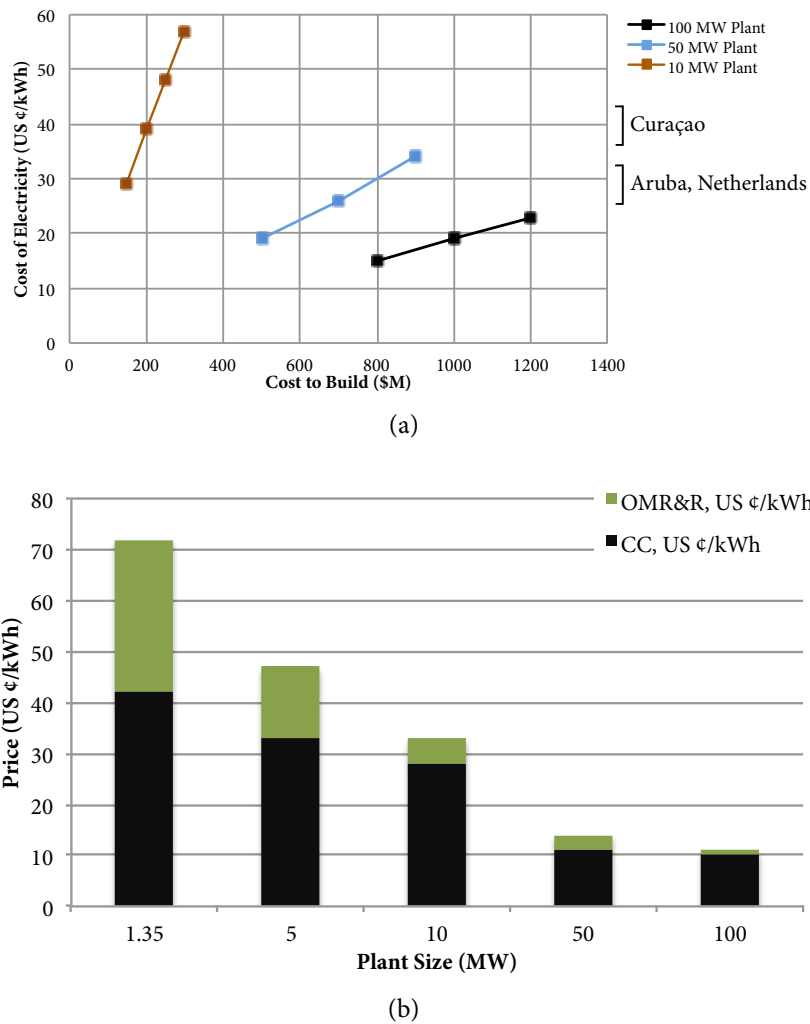 60
50
40
30
20
10
0
Cost of Electricity (US ¢/kWh)
0 200 400 600 800 1000 1200 1400
Cost to Build ($M)
100 MW Plant
50 MW Plant
10 MW Plant
Curaçao
Aruba, Netherlands
(a)
80
70
60
50
40
30
20
10
0
Price (US ¢/kWh)
OMR&R, US ¢/kWh
CC, US ¢/kWh
1.35 5 10 50 100
Plant Size (MW)
(b)